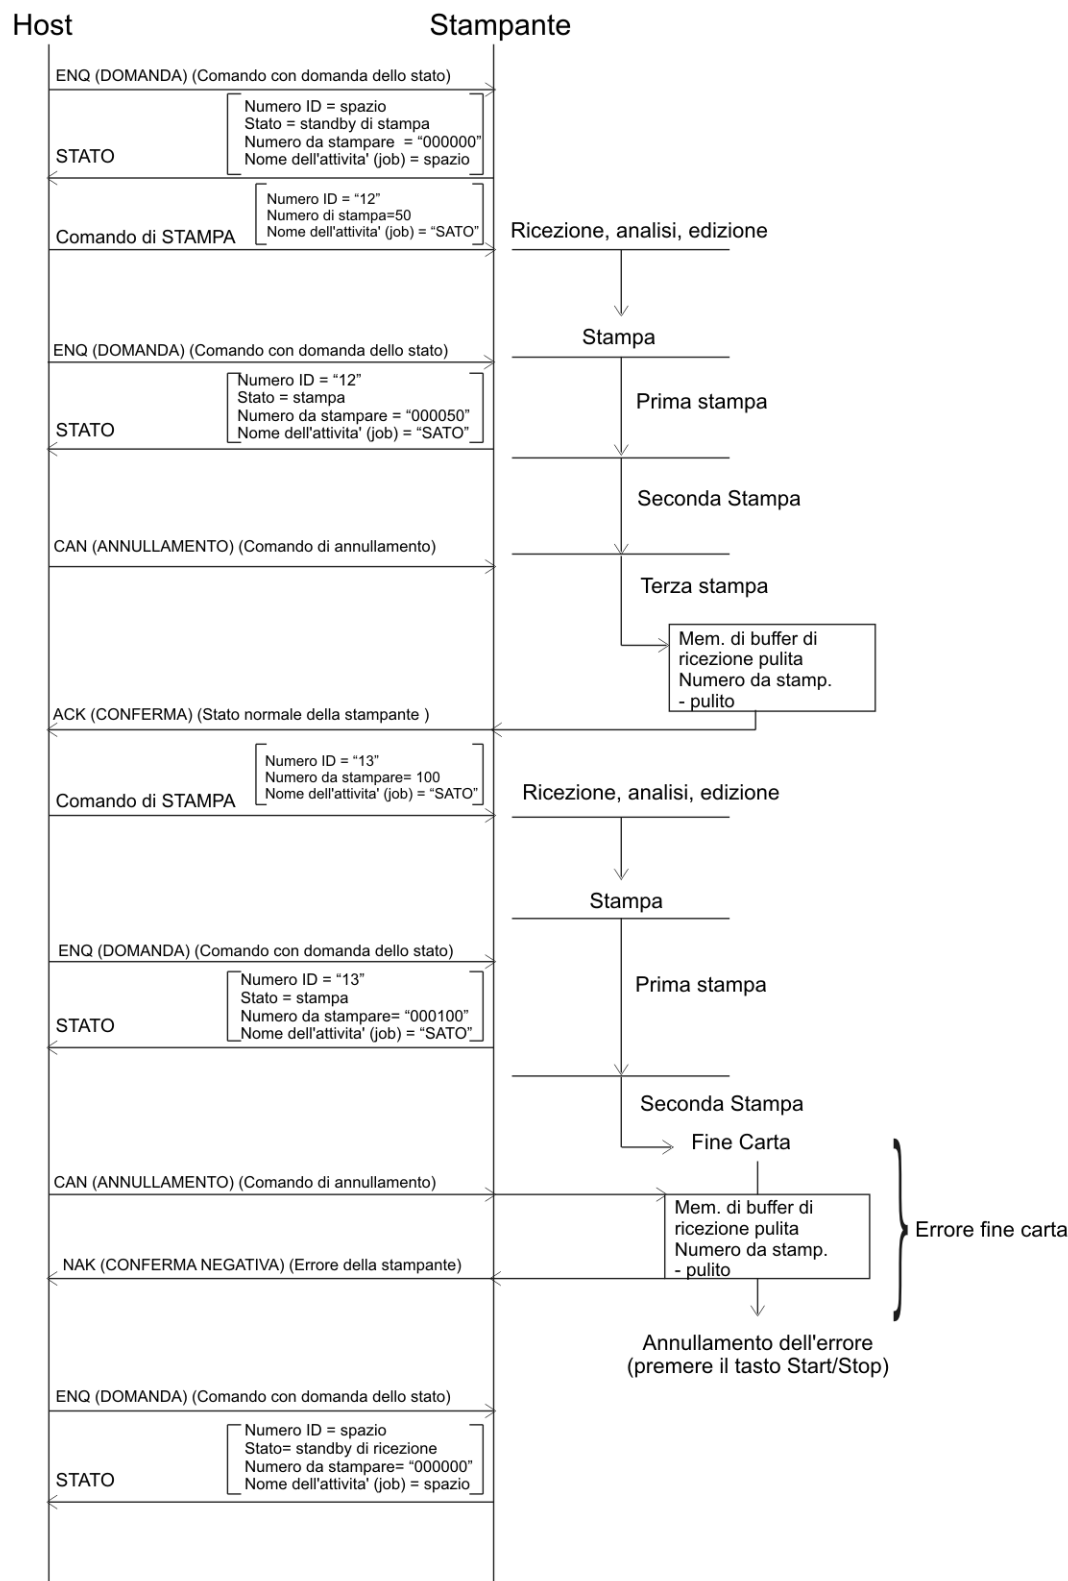 Host
Stampante
ENQ (DOMANDA) (Comando con domanda dello stato)
Numero ID = spazio
Stato = standby di stampa
Numero da stampare = “000000”
Nome dell'attivita' (job) = spazio
STATO
Numero ID = “12”
Numero di stampa=50
Nome dell'attivita' (job) = “SATO”
Comando di STAMPA
Ricezione, analisi, edizione
Stampa
ENQ (DOMANDA) (Comando con domanda dello stato)
Numero ID = “12”
Stato = stampa
Numero da stampare = “000050”
Nome dell'attivita' (job) = “SATO”
STATO
Prima stampa
Seconda Stampa
CAN (ANNULLAMENTO) (Comando di annullamento)
Terza stampa
Mem. di buffer di
ricezione pulita
Numero da stamp.
- pulito
ACK (CONFERMA) (Stato normale della stampante )
Numero ID = “13”
Numero da stampare= 100
Nome dell'attivita' (job) = “SATO”
Comando di STAMPA
Ricezione, analisi, edizione
Stampa
ENQ (DOMANDA) (Comando con domanda dello stato)
Numero ID = “13”
Stato = stampa
Numero da stampare= “000100”
Nome dell'attivita' (job) = “SATO”
STATO
Prima stampa
Seconda Stampa
Fine Carta
CAN (ANNULLAMENTO) (Comando di annullamento)
Mem. di buffer di
ricezione pulita
Numero da stamp.
- pulito
Errore fine carta
NAK (CONFERMA NEGATIVA) (Errore della stampante)
Annullamento dell'errore
(premere il tasto Start/Stop)
ENQ (DOMANDA) (Comando con domanda dello stato)
Numero ID = spazio
Stato= standby di ricezione
Numero da stampare= “000000”
Nome dell'attivita' (job) = spazio
STATO